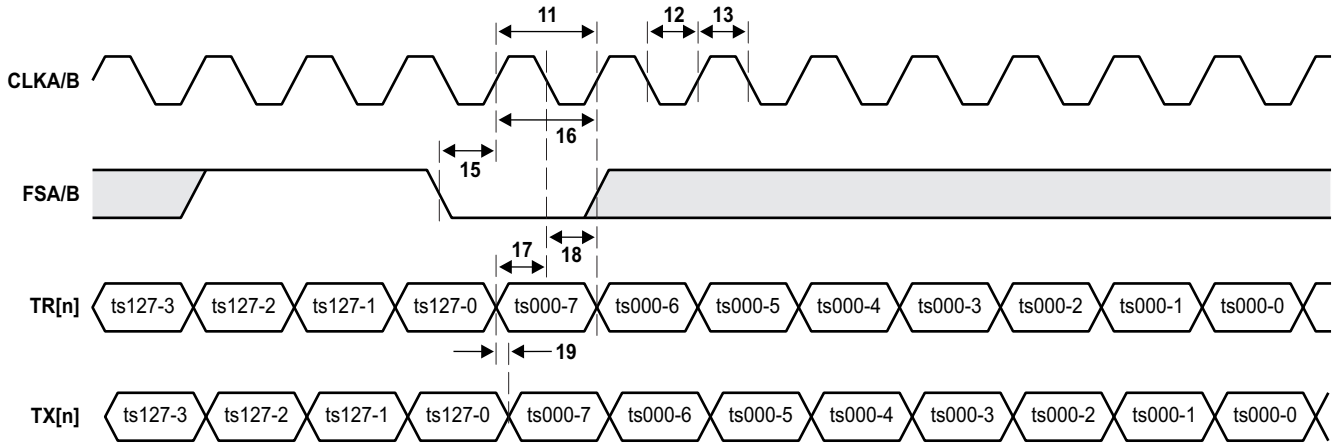 11 12 13
CLKA/B
16
15
FSA/B
17 18
TR[n] ts127-3 ts127-2 ts127-1 ts127-0 ts000-7 ts000-6 ts000-5 ts000-4 ts000-3 ts000-2 ts000-1 ts000-0
19
TX[n] ts127-3 ts127-2 ts127-1 ts127-0 ts000-7 ts000-6 ts000-5 ts000-4 ts000-3 ts000-2 ts000-1 ts000-0